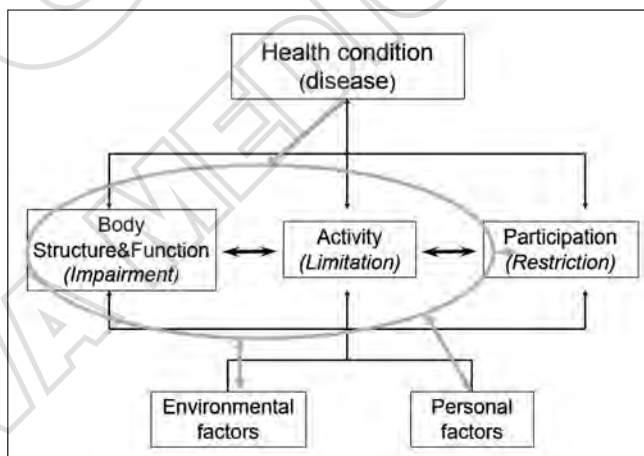 Health condition
(disease)
Body
Structure&Function
(Impairment)
Activity
(Limitation)
Participation
(Restriction)
Environmental
factors
Personal
factors